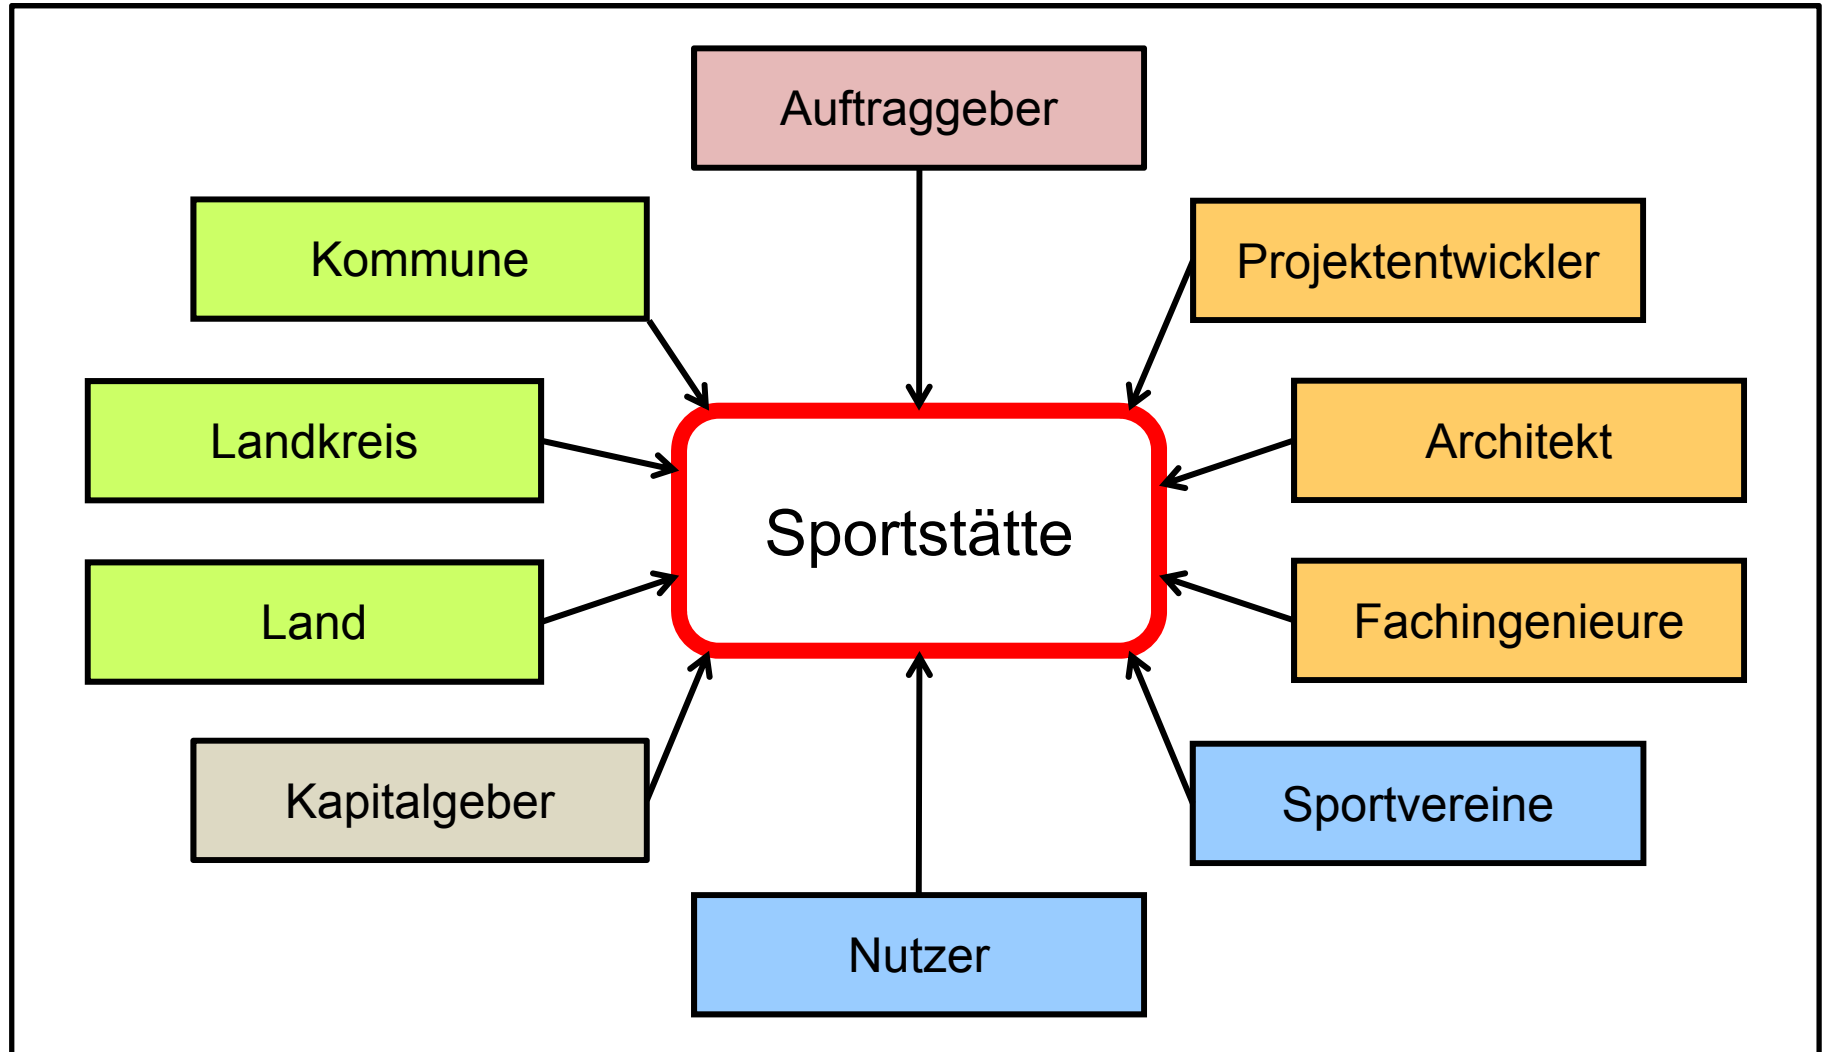 Auftraggeber
Kommune
Projektentwickler
Landkreis
Architekt
Sportstätte
Land
Fachingenieure
Kapitalgeber
Sportvereine
Nutzer